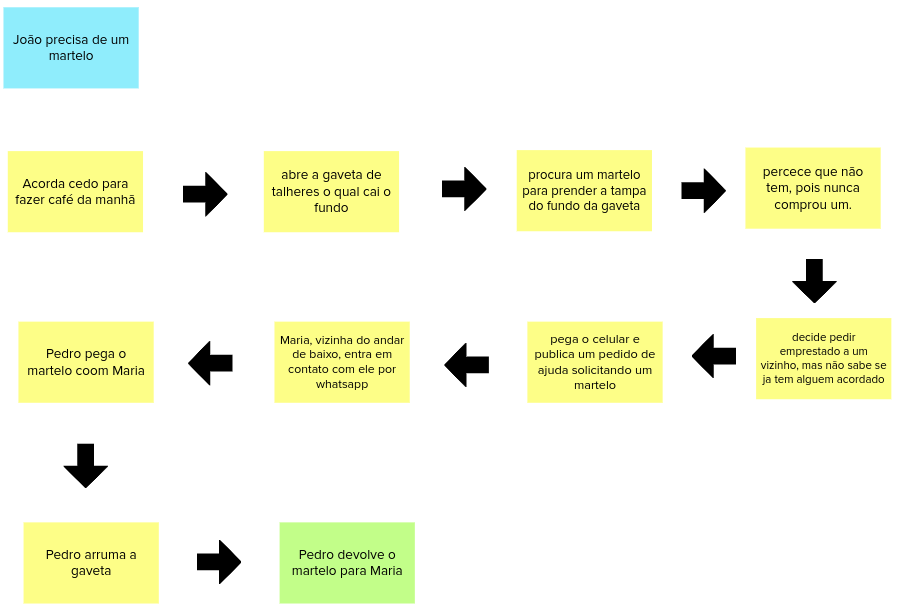 João precisa de um
martelo
Acorda cedo para
fazer café da manhã
abre a gaveta de
talheres o qual cai o
fundo
procura um martelo
para prender a tampa
do fundo da gaveta
percece que não
tem, pois nunca
comprou um.
decide pedir
emprestado a um
vizinho, mas não sabe se
ja tem alguem acordado
pega o celular e
publica um pedido de
ajuda solicitando um
martelo
Maria, vizinha do andar
de baixo, entra em
contato com ele por
whatsapp
Pedro pega o
martelo coom Maria
Pedro arruma a
gaveta
Pedro devolve o
martelo para Maria